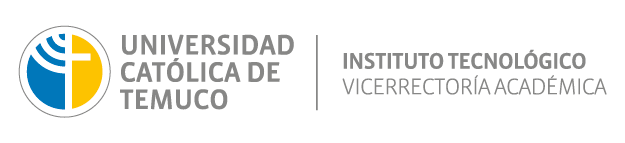 UNIVERSIDAD
CATÓLICA DE
TEMUCO
INSTITUTO TECNOLÓGICO
VICERRECTORÍA ACADÉMICA